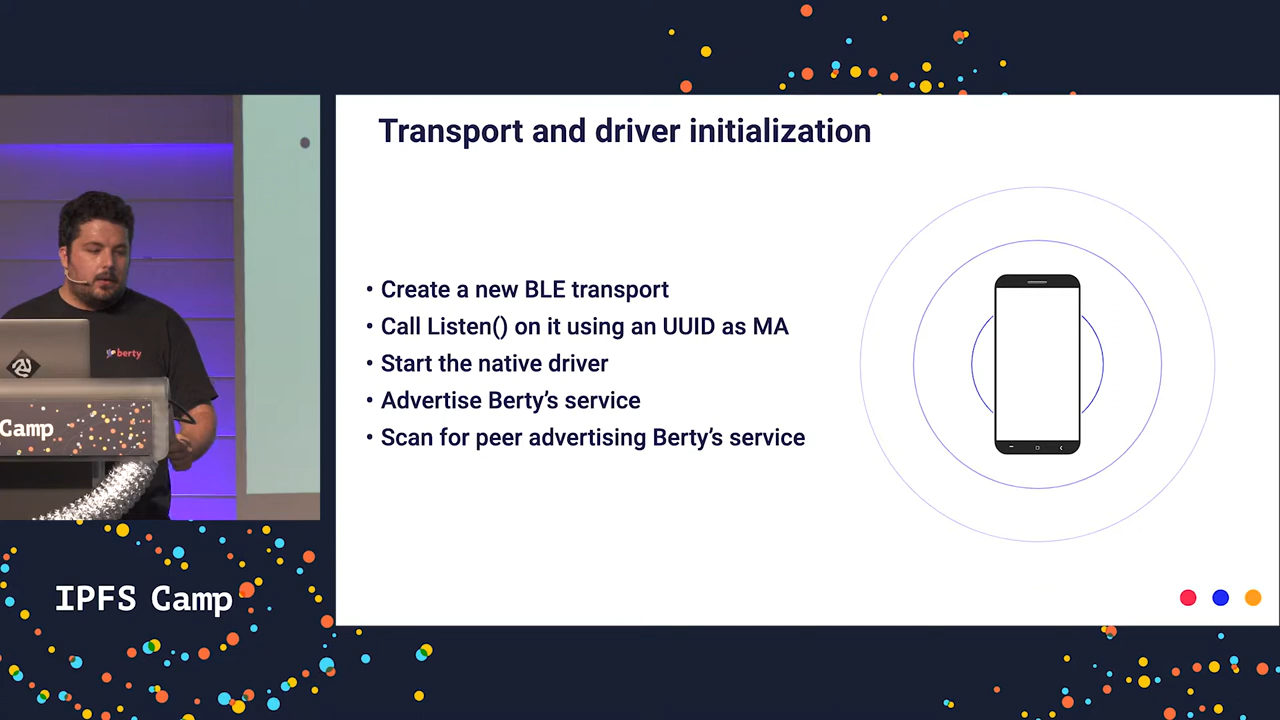 Transport and driver initialization
• Create a new BLE transport
• Call Listen() on it using an UUID as MA
• Start the native driver
• Advertise Berty’s service
• Scan for peer advertising Berty’s service
berty
Camp
IPFS Camp